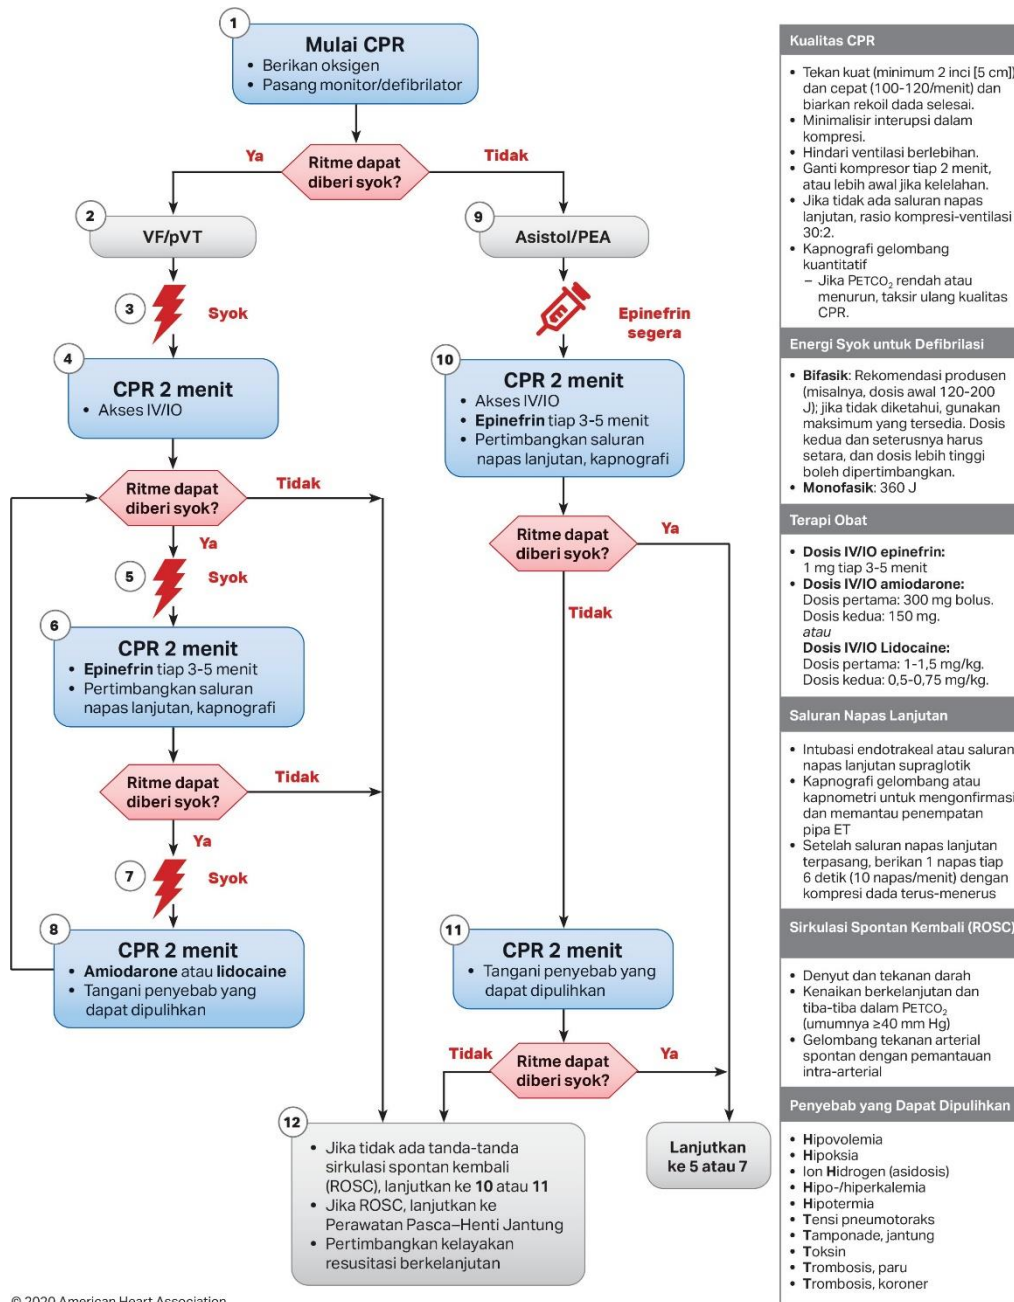 1
Mulai CPR
• Berikan oksigen
• Pasang monitor/defibrilator
Ya
Ritme dapat
diberi syok?
Tidak
2
VF/pVT
3
Syok
4
CPR 2 menit
• Akses IV/IO
Ritme dapat
diberi syok?
Tidak
Ya
5
Syok
6
CPR 2 menit
• Epinefrin tiap 3-5 menit
• Pertimbangkan saluran
napas lanjutan, kapnografi
Ritme dapat
diberi syok?
Tidak
Ya
7
Syok
8
CPR 2 menit
• Amiodarone atau lidocaine
• Tangani penyebab yang
dapat dipulihkan
9
Asistol/PEA
Epinefrin
segera
10
CPR 2 menit
• Akses IV/IO
• Epinefrin tiap 3-5 menit
• Pertimbangkan saluran
napas lanjutan, kapnografi
Ritme dapat
diberi syok?
Ya
Tidak
11
CPR 2 menit
• Tangani penyebab yang
dapat dipulihkan
Tidak
Ritme dapat
diberi syok?
Ya
12
• Jika tidak ada tanda-tanda
sirkulasi spontan kembali
(ROSC), lanjutkan ke 10 atau 11
• Jika ROSC, lanjutkan ke
Perawatan Pasca–Henti Jantung
• Pertimbangkan kelayakan
resusitasi berkelanjutan
Lanjutkan
ke 5 atau 7
© 2020 American Heart Association
Kualitas CPR
• Tekan kuat (minimum 2 inci [5 cm])
dan cepat (100-120/menit) dan
biarkan rekoil dada selesai.
• Minimalisir interupsi dalam
kompresi.
• Hindari ventilasi berlebihan.
• Ganti kompresor tiap 2 menit,
atau lebih awal jika kelelahan.
• Jika tidak ada saluran napas
lanjutan, rasio kompresi-ventilasi
30:2.
• Kapnografi gelombang
kuantitatif
– Jika PETCO₂ rendah atau
menurun, taksir ulang kualitas
CPR.
Energi Syok untuk Defibrilasi
• Bifasik: Rekomendasi produsen
(misalnya, dosis awal 120-200
J); jika tidak diketahui, gunakan
maksimum yang tersedia. Dosis
kedua dan seterusnya harus
setara, dan dosis lebih tinggi
boleh dipertimbangkan.
• Monofasik: 360 J
Terapi Obat
• Dosis IV/IO epinefrin:
1 mg tiap 3-5 menit
• Dosis IV/IO amiodarone:
Dosis pertama: 300 mg bolus.
Dosis kedua: 150 mg.
atau
Dosis IV/IO Lidocaine:
Dosis pertama: 1-1,5 mg/kg.
Dosis kedua: 0,5-0,75 mg/kg.
Saluran Napas Lanjutan
• Intubasi endotrakeal atau saluran
napas lanjutan supraglotik
• Kapnografi gelombang atau
kapnometri untuk mengonfirmasi
dan memantau penempatan
pipa ET
• Setelah saluran napas lanjutan
terpasang, berikan 1 napas tiap
6 detik (10 napas/menit) dengan
kompresi dada terus-menerus
Sirkulasi Spontan Kembali (ROSC)
• Denyut dan tekanan darah
• Kenaikan berkelanjutan dan
tiba-tiba dalam PETCO₂
(umumnya ≥40 mm Hg)
• Gelombang tekanan arterial
spontan dengan pemantauan
intra-arterial
Penyebab yang Dapat Dipulihkan
• Hipovolemia
• Hipoksia
• Ion Hidrogen (asidosis)
• Hipo-/hiperkalemia
• Hipotermia
• Tensi pneumotoraks
• Tamponade, jantung
• Toksin
• Trombosis, paru
• Trombosis, koroner